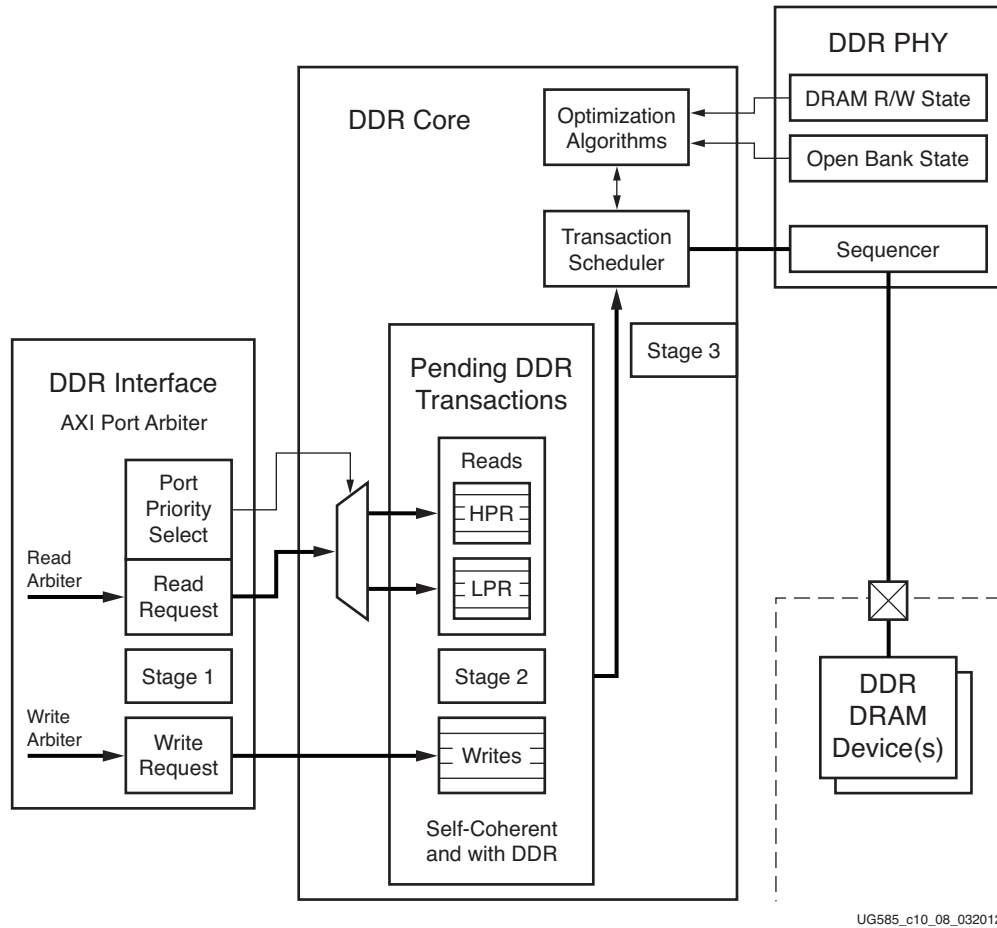 DDR PHY
DRAM R/W State
Open Bank State
Sequencer
DDR Core
Optimization
Algorithms
Transaction
Scheduler
Stage 3
DDR Interface
AXI Port Arbiter
Port
Priority
Select
Read
Arbiter
Read
Request
Stage 1
Write
Arbiter
Write
Request
Pending DDR
Transactions
Reads
HPR
LPR
Stage 2
Writes
Self-Coherent
and with DDR
DDR
DRAM
Device(s)
UG585_c10_08_032012